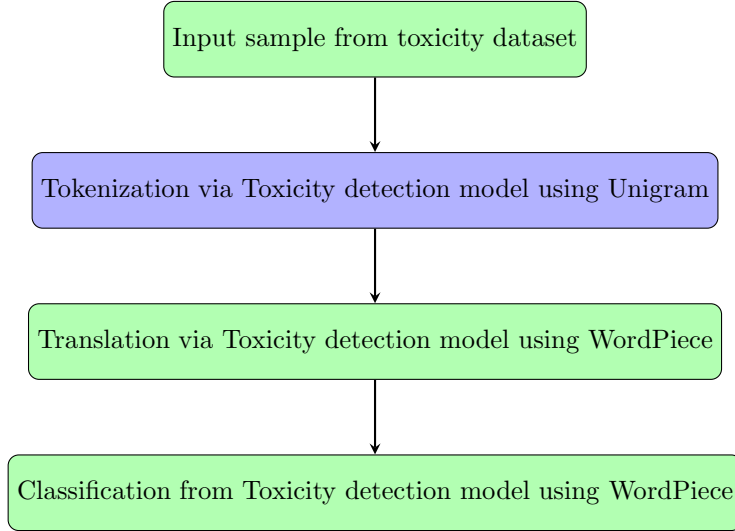 Input sample from toxicity dataset
Tokenization via Toxicity detection model using Unigram
Translation via Toxicity detection model using WordPiece
Classification from Toxicity detection model using WordPiece